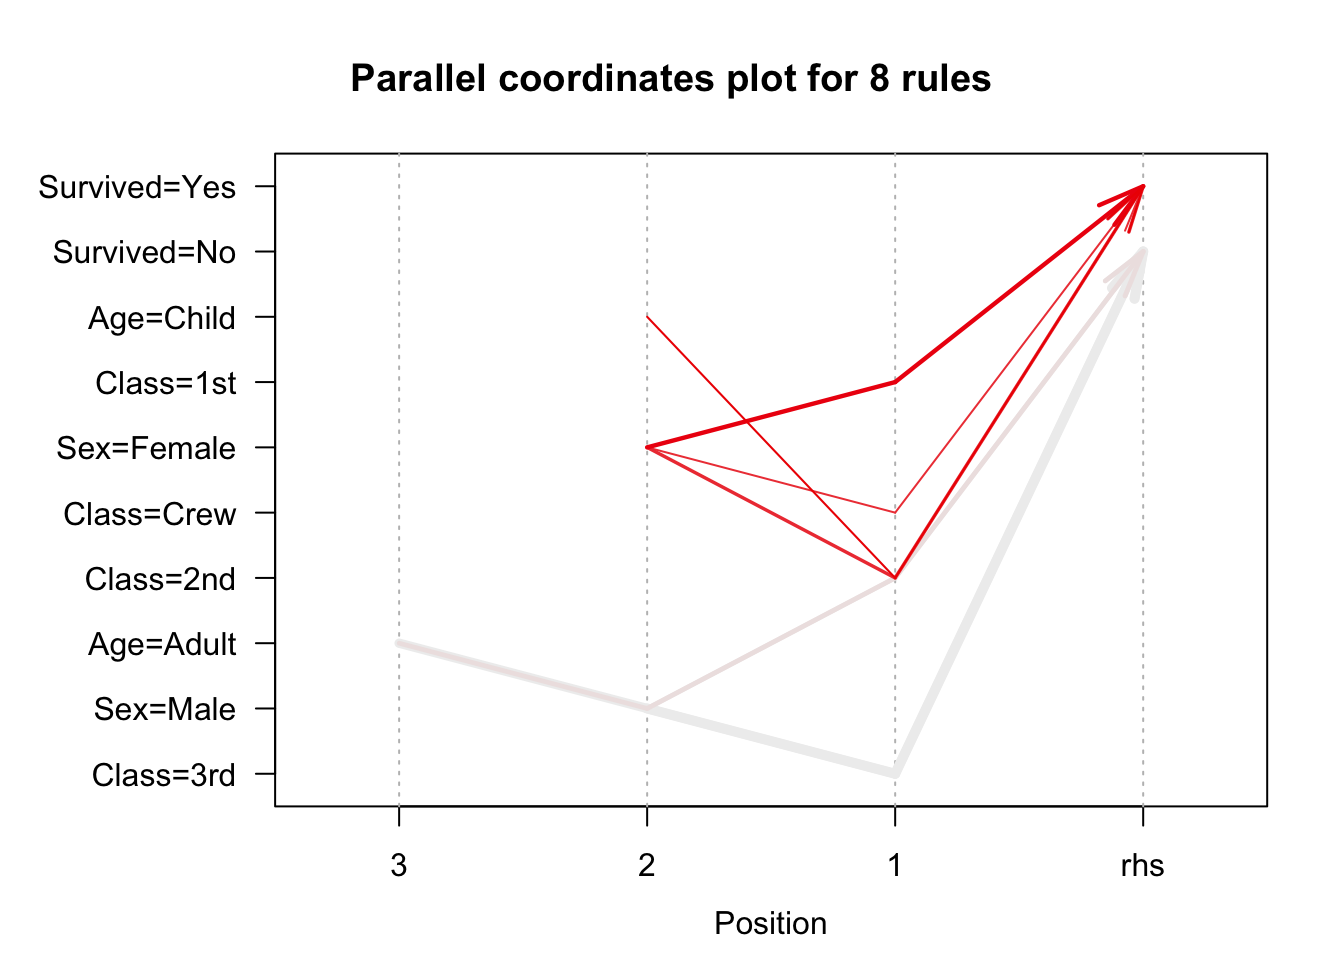 Parallel coordinates plot for 8 rules
Survived=Yes
Survived=No
Age=Child
Class=1st
Sex=Female
Class=Crew
Class=2nd
Age=Adult
Sex=Male
Class=3rd
3 2 1 rhs
Position